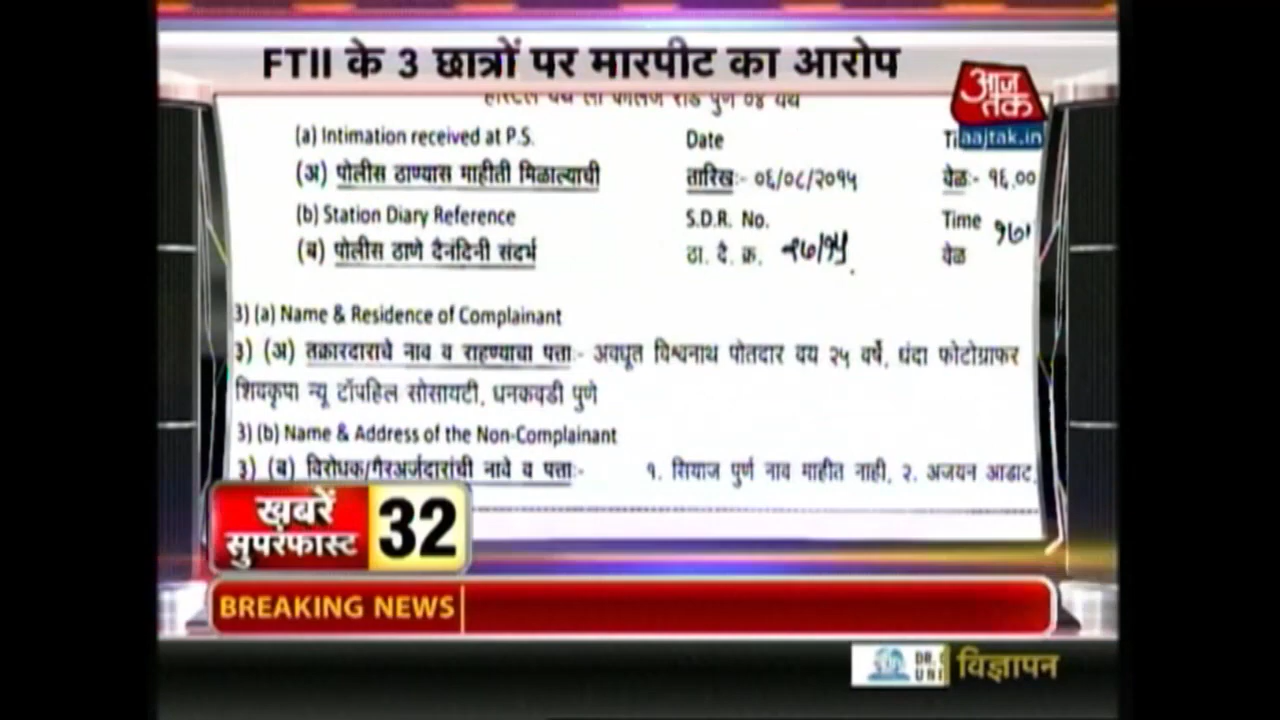 FTII के 3 छात्रों पर मारपीट का आरोप
आज
तक
aajtak.in
(a) Intimation received at P.S. Date
(अ) पोलीस ठाण्यास माहीती मिळाल्याची तारिख:- ०६/०८/२०१५ वेळ:- १६.००
(b) Station Diary Reference S.D.R. No. Time
(ब) पोलीस ठाणे दैनंदिनी संदर्भ ठा. दै. क्र. वेळ
3) (a) Name & Residence of Complainant
३) (अ) तक्रारदाराचे नाव व राहण्याचा पत्ता:- अवधूत विश्वनाथ पोतदार वय २५ वर्षे, धंदा फोटोग्राफर
शिवकृपा न्यू टॉपहिल सोसायटी, धनकवडी पुणे
3) (b) Name & Address of the Non-Complainant
३) (ब) विरोधक/गैरअर्जदारांची नावे व पत्ता:- १. सियाज पुर्ण नाव माहीत नाही, २. अजयन आडाट,
ख़बरें
सुपरफास्ट
32
BREAKING NEWS
विज्ञापन